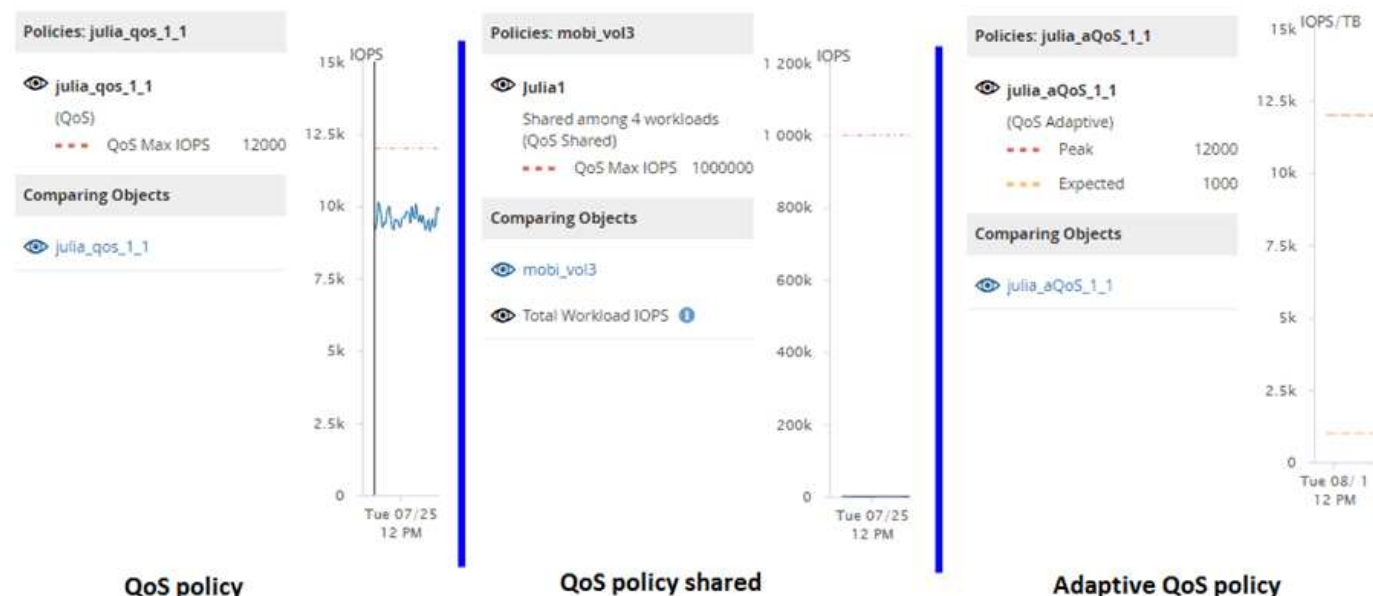 Policies: julia_qos_1_1
julia_qos_1_1
(QoS)
QoS Max IOPS 12000
Comparing Objects
julia_qos_1_1
IOPS
15k
12.5k
10k
7.5k
5k
2.5k
0
Tue 07/25
12 PM
QoS policy
Policies: mobi_vol3
Julia1
Shared among 4 workloads
(QoS Shared)
QoS Max IOPS 1000000
Comparing Objects
mobi_vol3
Total Workload IOPS
IOPS
1 200k
1 000k
800k
600k
400k
200k
0
Tue 07/25
12 PM
QoS policy shared
Policies: julia_aQoS_1_1
julia_aQoS_1_1
(QoS Adaptive)
Peak 12000
Expected 1000
Comparing Objects
julia_aQoS_1_1
IOPS/TB
15k
12.5k
10k
7.5k
5k
2.5k
0
Tue 08/ 1
12 PM
Adaptive QoS policy